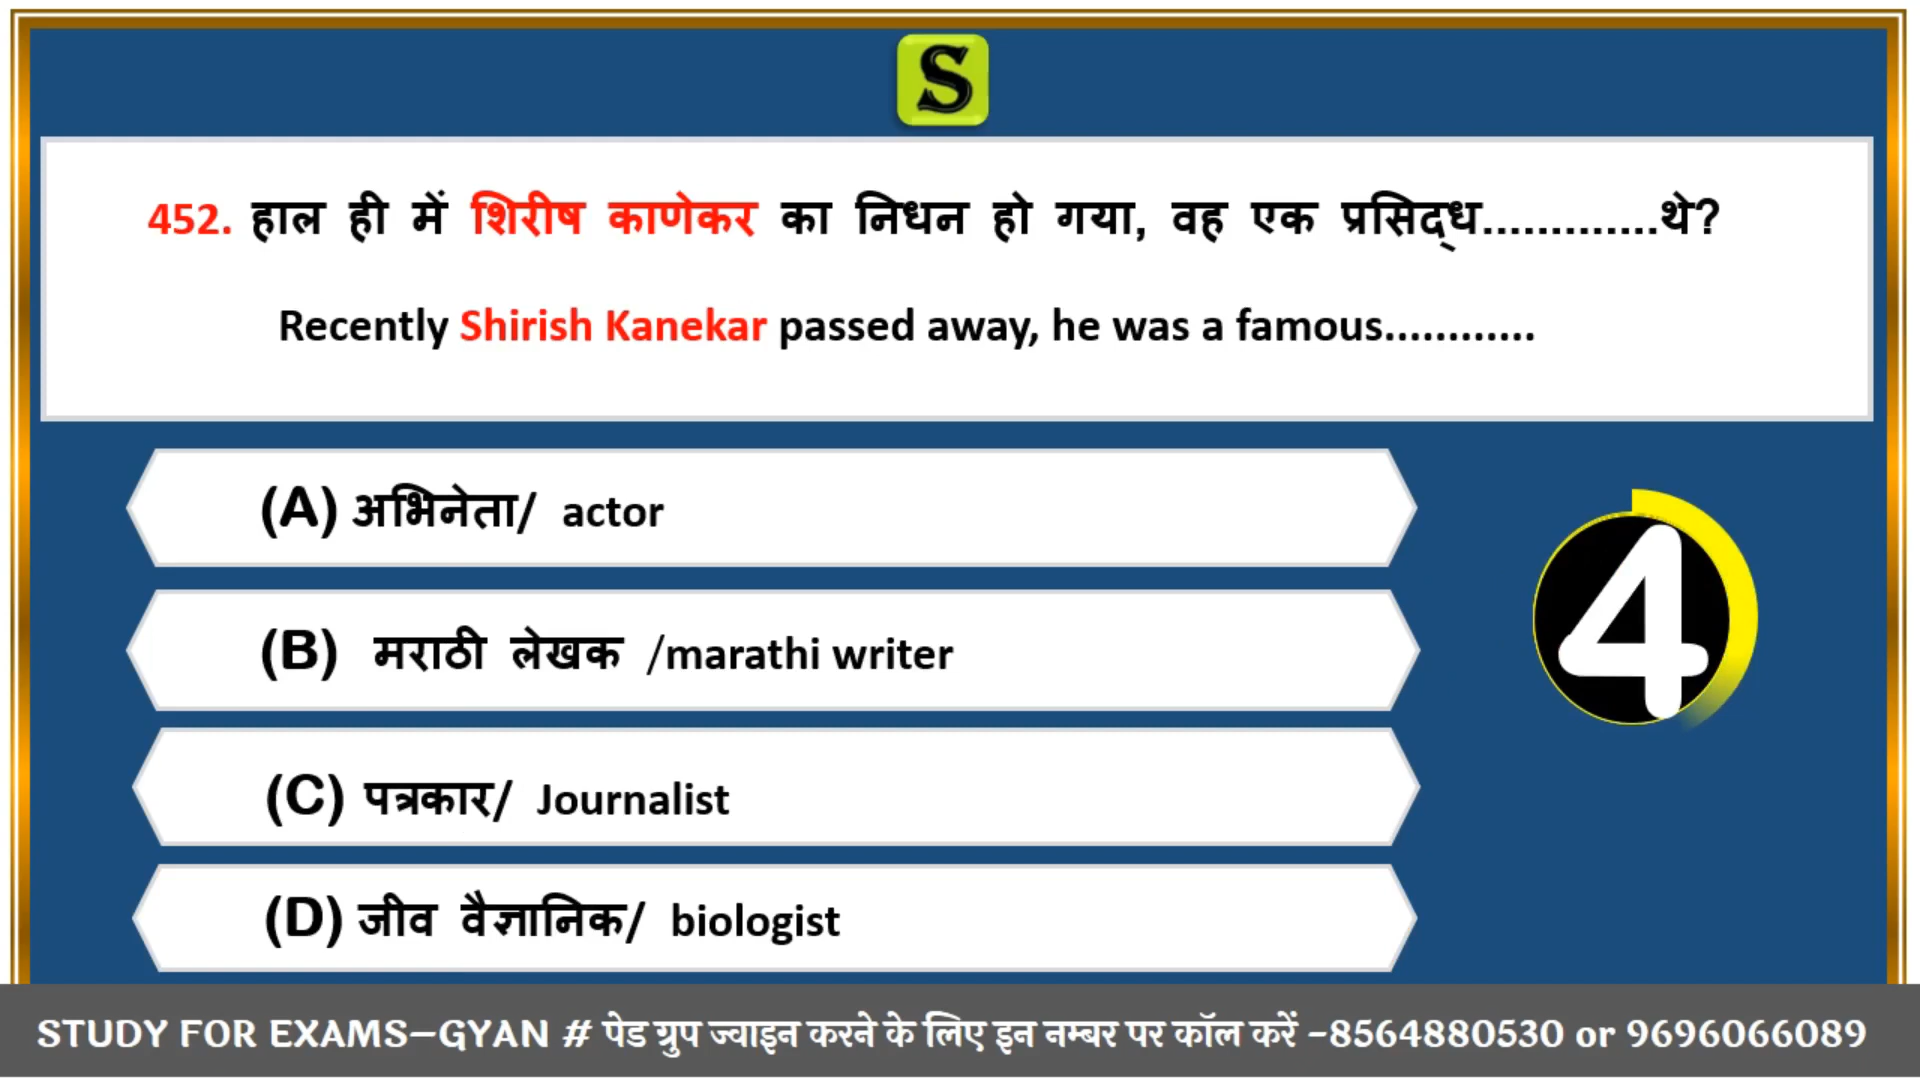 S
452. हाल ही में शिरीष काणेकर का निधन हो गया, वह एक प्रसिद्ध.............थे?
Recently Shirish Kanekar passed away, he was a famous............
(A) अभिनेता/ actor
(B) मराठी लेखक /marathi writer
4
(C) पत्रकार/ Journalist
(D) जीव वैज्ञानिक/ biologist
STUDY FOR EXAMS–GYAN # पेड ग्रुप ज्वाइन करने के लिए इन नम्बर पर कॉल करें -8564880530 or 9696066089